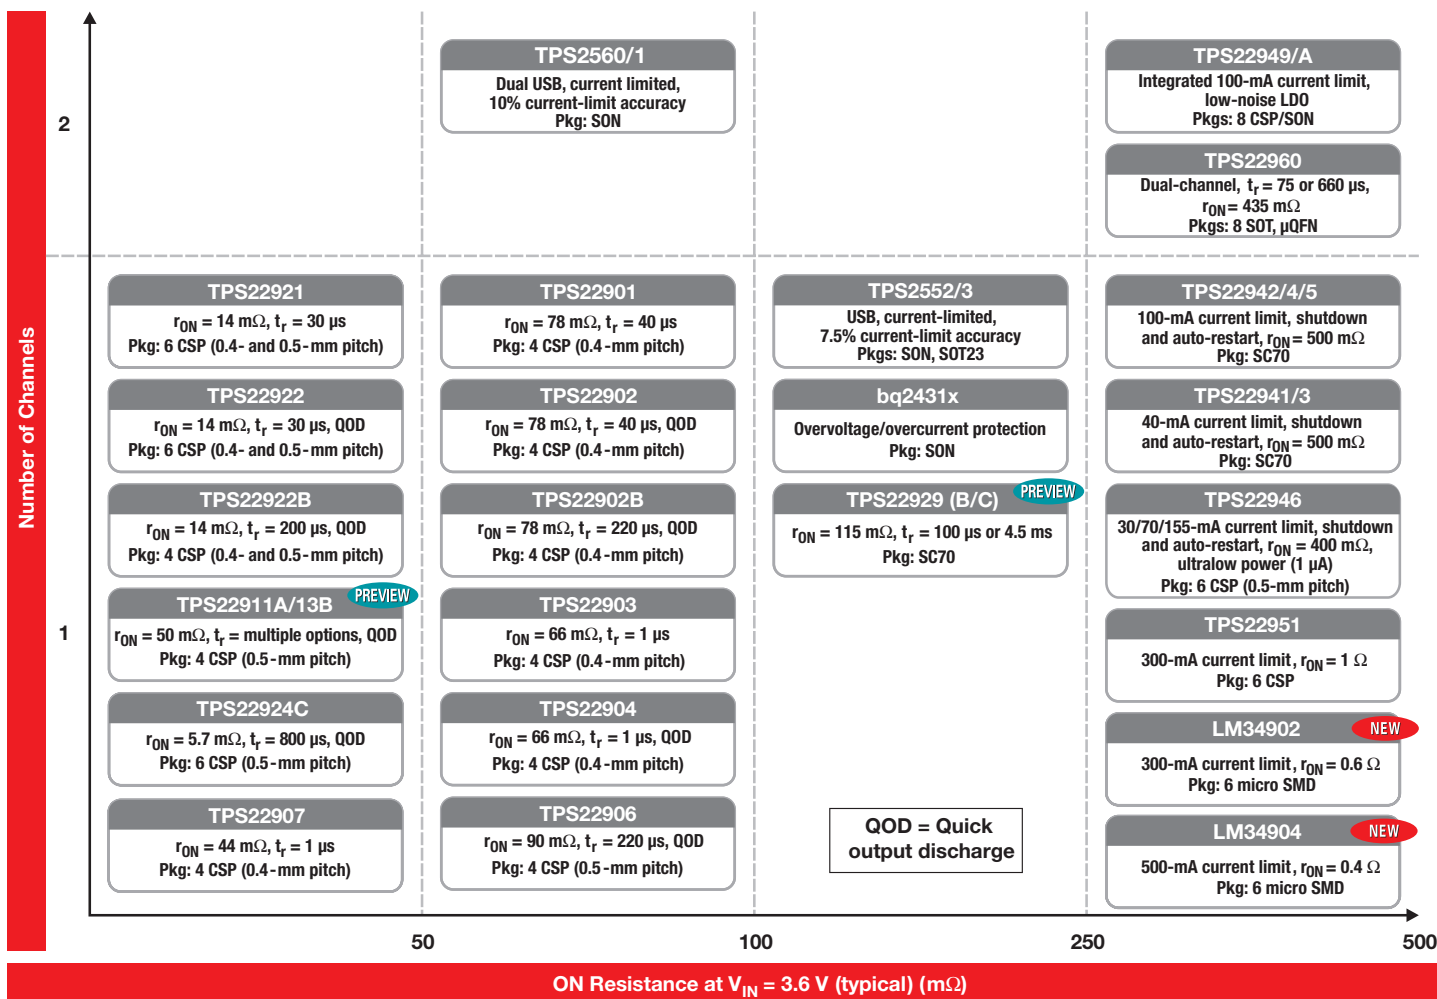 Number of Channels
2
1
TPS2560/1
Dual USB, current limited,
10% current-limit accuracy
Pkg: SON
TPS22949/A
Integrated 100-mA current limit,
low-noise LDO
Pkgs: 8 CSP/SON
TPS22960
Dual-channel, tr = 75 or 660 µs,
rON = 435 mΩ
Pkgs: 8 SOT, µQFN
TPS22921
rON = 14 mΩ, tr = 30 µs
Pkg: 6 CSP (0.4- and 0.5-mm pitch)
TPS22922
rON = 14 mΩ, tr = 30 µs, QOD
Pkg: 6 CSP (0.4- and 0.5-mm pitch)
TPS22922B
rON = 14 mΩ, tr = 200 µs, QOD
Pkg: 4 CSP (0.4- and 0.5-mm pitch)
TPS22911A/13B
PREVIEW
rON = 50 mΩ, tr = multiple options, QOD
Pkg: 4 CSP (0.5-mm pitch)
TPS22924C
rON = 5.7 mΩ, tr = 800 µs, QOD
Pkg: 6 CSP (0.5-mm pitch)
TPS22907
rON = 44 mΩ, tr = 1 µs
Pkg: 4 CSP (0.4-mm pitch)
TPS22901
rON = 78 mΩ, tr = 40 µs
Pkg: 4 CSP (0.4-mm pitch)
TPS22902
rON = 78 mΩ, tr = 40 µs, QOD
Pkg: 4 CSP (0.4-mm pitch)
TPS22902B
rON = 78 mΩ, tr = 220 µs, QOD
Pkg: 4 CSP (0.4-mm pitch)
TPS22903
rON = 66 mΩ, tr = 1 µs
Pkg: 4 CSP (0.4-mm pitch)
TPS22904
rON = 66 mΩ, tr = 1 µs, QOD
Pkg: 4 CSP (0.4-mm pitch)
TPS22906
rON = 90 mΩ, tr = 220 µs, QOD
Pkg: 4 CSP (0.5-mm pitch)
TPS2552/3
USB, current-limited,
7.5% current-limit accuracy
Pkgs: SON, SOT23
bq2431x
Overvoltage/overcurrent protection
Pkg: SON
TPS22929 (B/C)
PREVIEW
rON = 115 mΩ, tr = 100 µs or 4.5 ms
Pkg: SC70
QOD = Quick
output discharge
TPS22942/4/5
100-mA current limit, shutdown
and auto-restart, rON = 500 mΩ
Pkg: SC70
TPS22941/3
40-mA current limit, shutdown
and auto-restart, rON = 500 mΩ
Pkg: SC70
TPS22946
30/70/155-mA current limit, shutdown
and auto-restart, rON = 400 mΩ,
ultralow power (1 µA)
Pkg: 6 CSP (0.5-mm pitch)
TPS22951
300-mA current limit, rON = 1 Ω
Pkg: 6 CSP
LM34902
NEW
300-mA current limit, rON = 0.6 Ω
Pkg: 6 micro SMD
LM34904
NEW
500-mA current limit, rON = 0.4 Ω
Pkg: 6 micro SMD
50
100
250
500
ON Resistance at VIN = 3.6 V (typical) (mΩ)